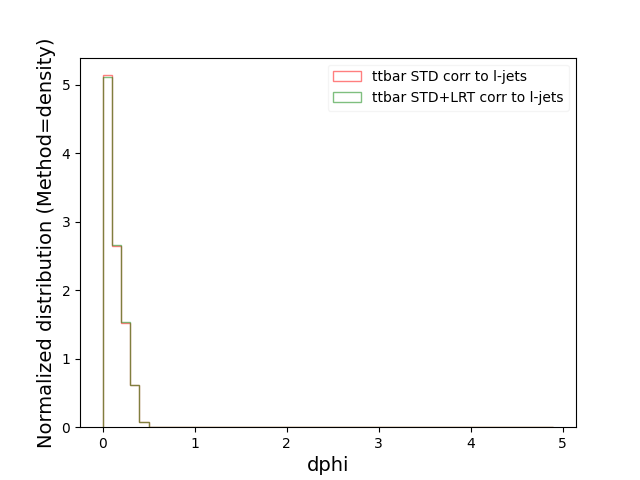 ttbar STD corr to l-jets
ttbar STD+LRT corr to l-jets
Normalized distribution (Method=density)
5
4
3
2
1
0
0 1 2 3 4 5
dphi